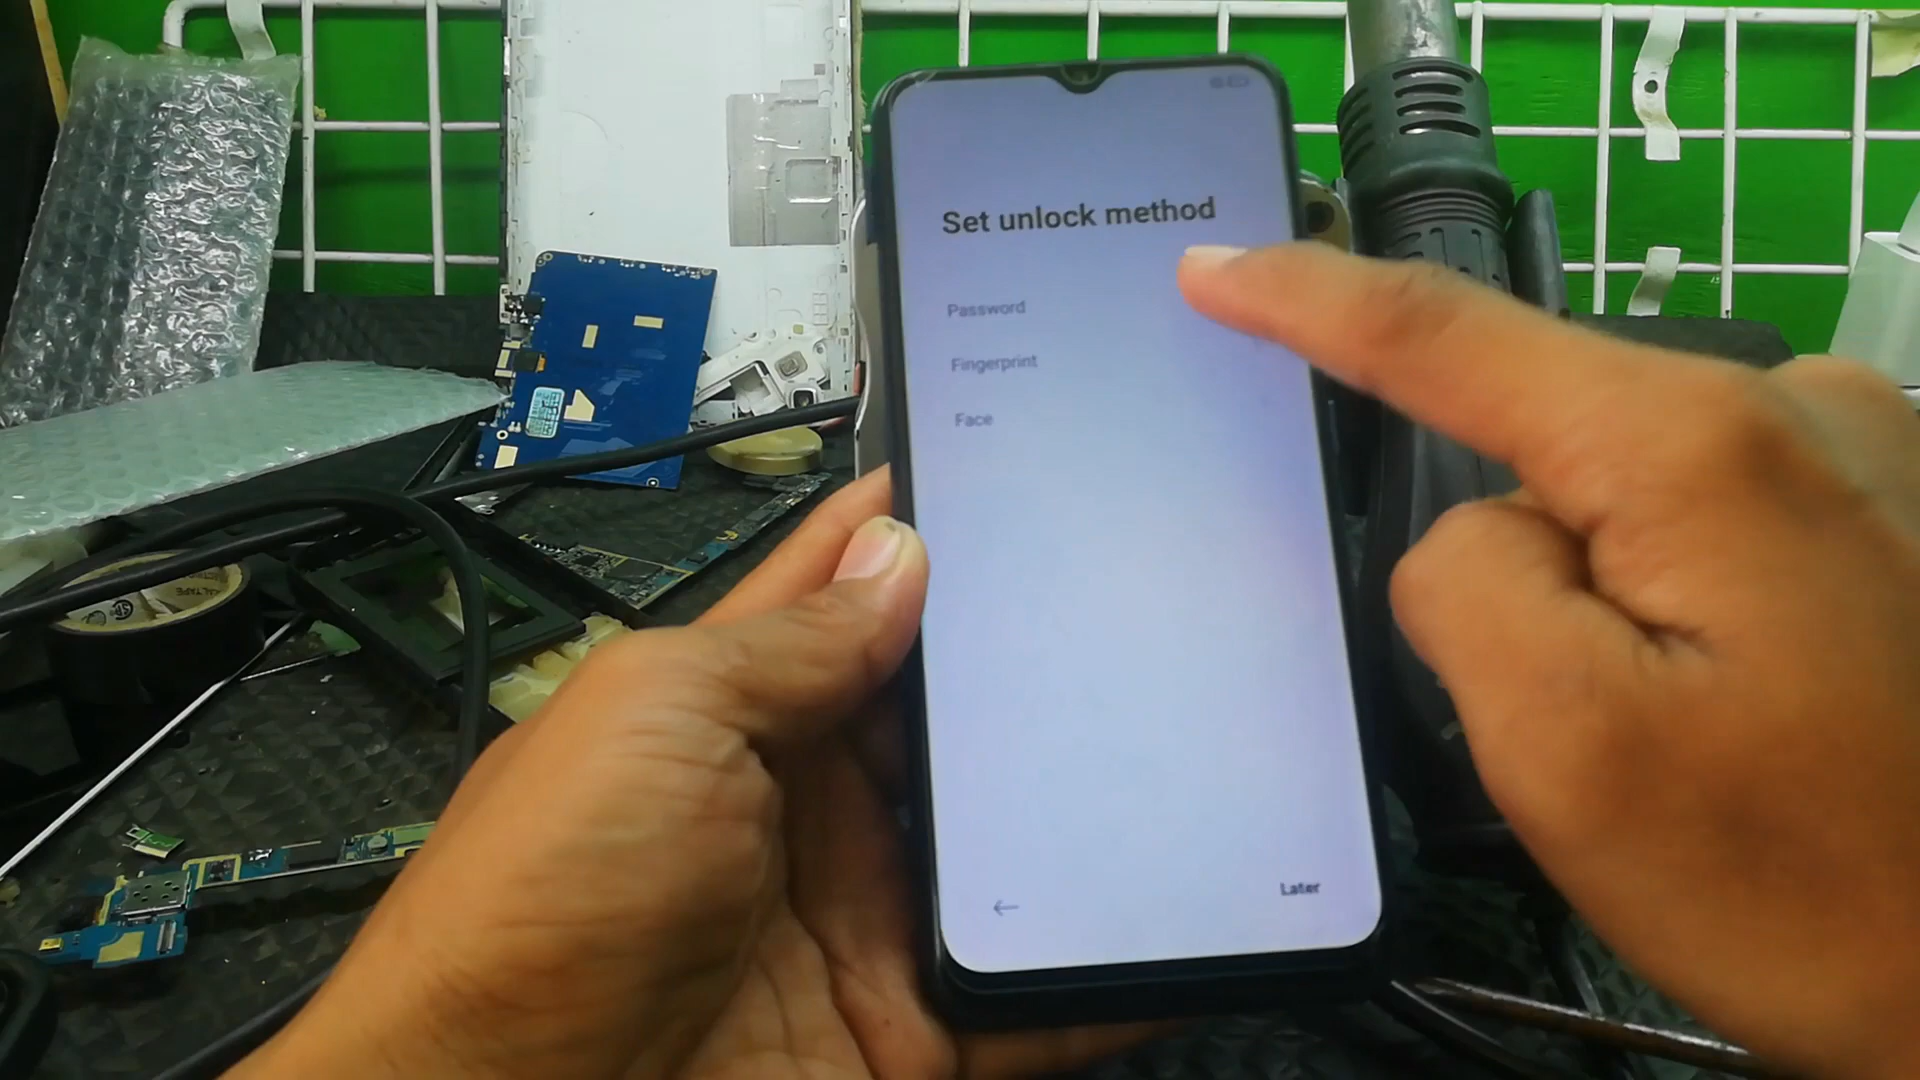 Set unlock method
Password
Fingerprint
Face
Later